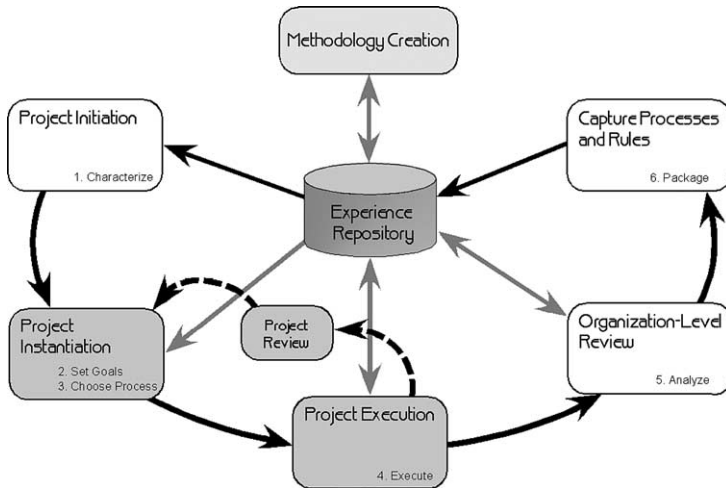 Methodology Creation
Project Initiation
1. Characterize
Capture Processes
and Rules
6. Package
Experience
Repository
Project
Instantiation
2. Set Goals
3. Choose Process
Project
Review
Organization-Level
Review
5. Analyze
Project Execution
4. Execute